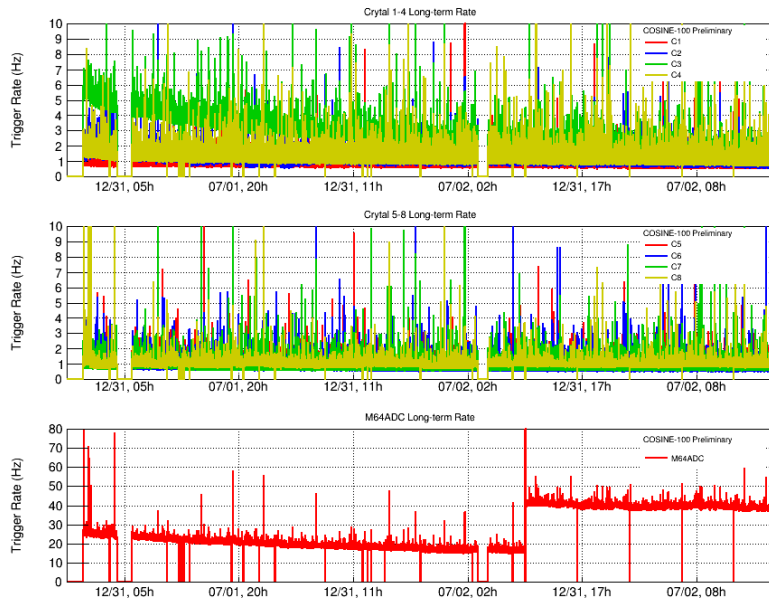 Crytal 1-4 Long-term Rate
Trigger Rate (Hz)
10
9
8
7
6
5
4
3
2
1
0
COSINE-100 Preliminary
C1
C2
C3
C4
12/31, 05h 07/01, 20h 12/31, 11h 07/02, 02h 12/31, 17h 07/02, 08h
Crytal 5-8 Long-term Rate
Trigger Rate (Hz)
10
9
8
7
6
5
4
3
2
1
0
COSINE-100 Preliminary
C5
C6
C7
C8
12/31, 05h 07/01, 20h 12/31, 11h 07/02, 02h 12/31, 17h 07/02, 08h
M64ADC Long-term Rate
Trigger Rate (Hz)
80
70
60
50
40
30
20
10
0
COSINE-100 Preliminary
M64ADC
12/31, 05h 07/01, 20h 12/31, 11h 07/02, 02h 12/31, 17h 07/02, 08h